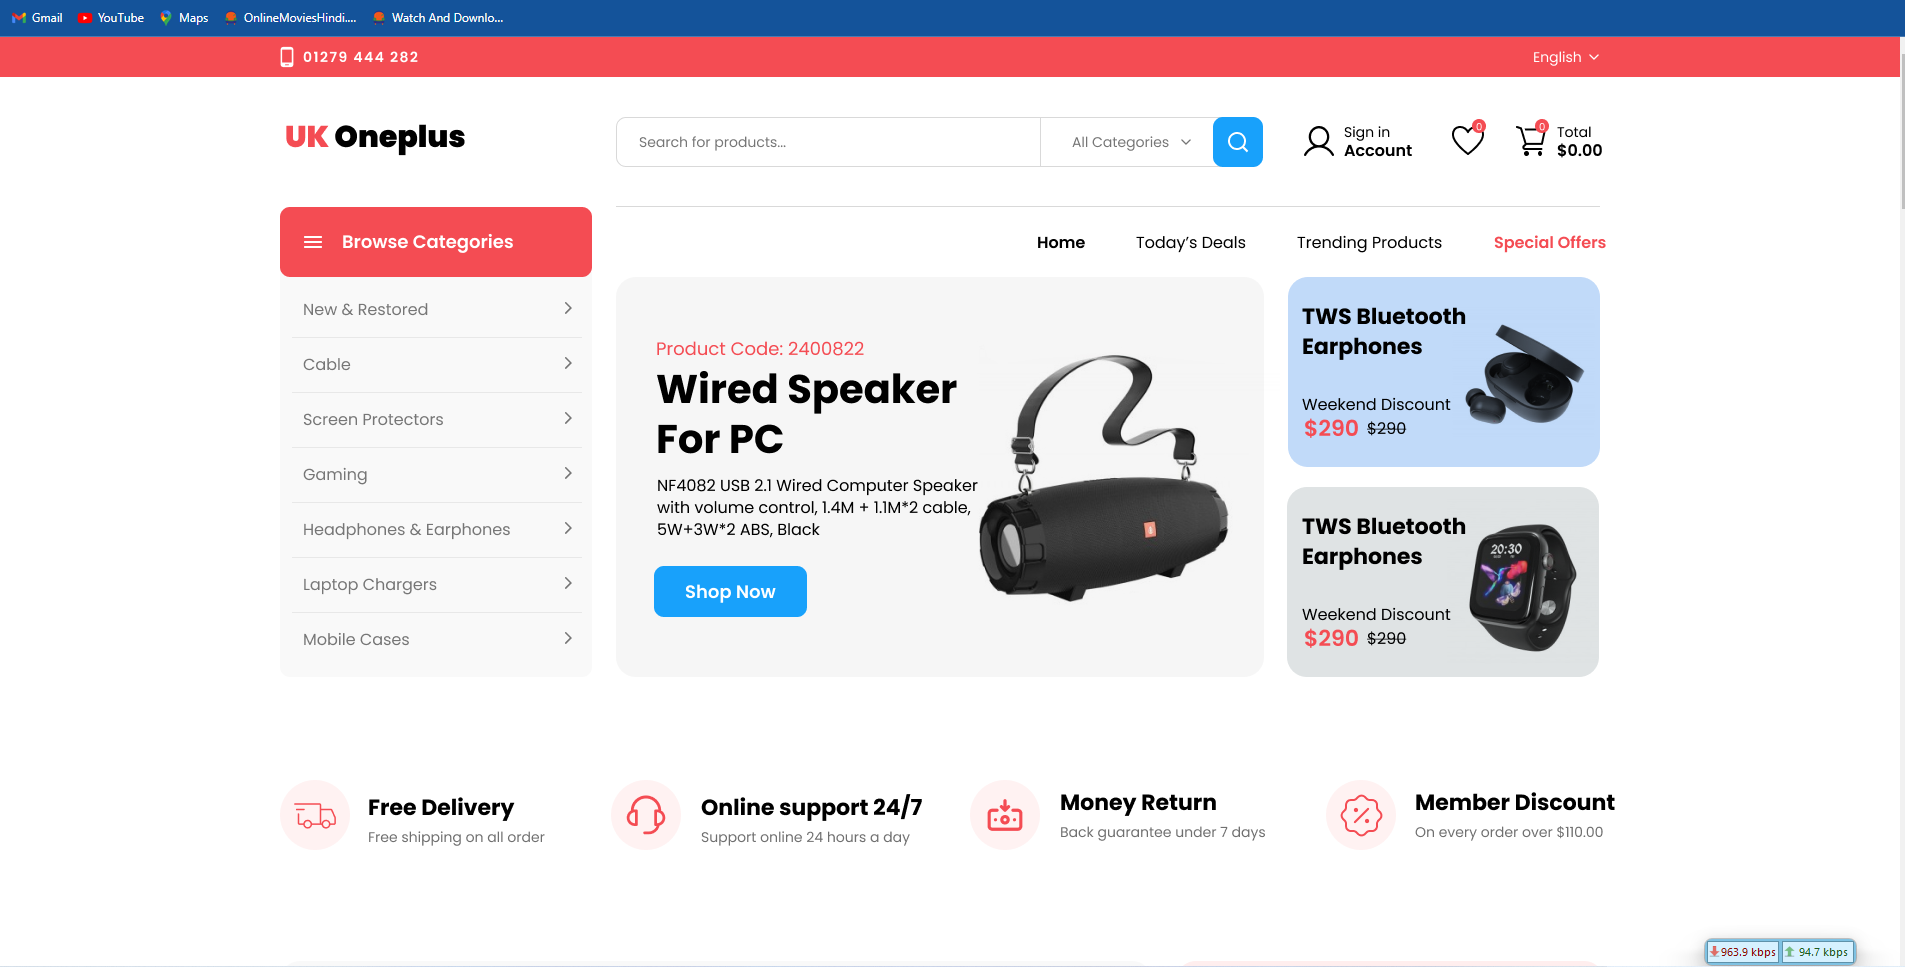 Gmail YouTube Maps OnlineMoviesHindi.... Watch And Downlo...
01279 444 282 English
UK Oneplus
Search for products... All Categories
Sign in
Account
0
0
Total
$0.00
Browse Categories
Home Today's Deals Trending Products Special Offers
New & Restored
Cable
Screen Protectors
Gaming
Headphones & Earphones
Laptop Chargers
Mobile Cases
Product Code: 2400822
Wired Speaker
For PC
NF4082 USB 2.1 Wired Computer Speaker
with volume control, 1.4M + 1.1M*2 cable,
5W+3W*2 ABS, Black
Shop Now
TWS Bluetooth
Earphones
Weekend Discount
$290 $290
TWS Bluetooth
Earphones
20:30
Weekend Discount
$290 $290
Free Delivery
Free shipping on all order
Online support 24/7
Support online 24 hours a day
Money Return
Back guarantee under 7 days
Member Discount
On every order over $110.00
963.9 kbps 94.7 kbps